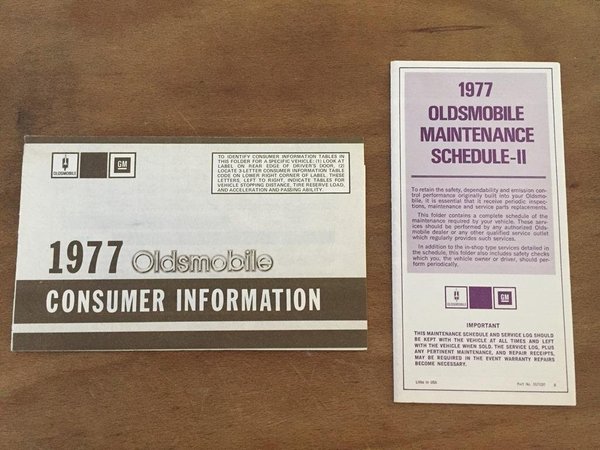 OLDSMOBILE
GM
TO IDENTIFY CONSUMER INFORMATION TABLES IN
THIS FOLDER FOR A SPECIFIC VEHICLE: (1) LOOK AT
LABEL ON REAR EDGE OF DRIVER'S DOOR, (2)
LOCATE 3-LETTER CONSUMER INFORMATION TABLE
CODE ON LOWER RIGHT CORNER OF LABEL. THESE
LETTERS, LEFT TO RIGHT, INDICATE TABLES FOR
VEHICLE STOPPING DISTANCE, TIRE RESERVE LOAD,
AND ACCELERATION AND PASSING ABILITY.
1977 Oldsmobile
CONSUMER INFORMATION
1977
OLDSMOBILE
MAINTENANCE
SCHEDULE-II
To retain the safety, dependability and emission con-
trol performance originally built into your Oldsmo-
bile, it is essential that it receive periodic inspec-
tions, maintenance and service parts replacements.
This folder contains a complete schedule of the
maintenance required by your vehicle. These ser-
vices should be performed by any authorized Olds-
mobile dealer or any other qualified service outlet
which regularly provides such services.
In addition to the in-shop type services detailed in
the schedule, this folder also includes safety checks
which you, the vehicle owner or driver, should per-
form periodically.
OLDSMOBILE
GM
IMPORTANT
THIS MAINTENANCE SCHEDULE AND SERVICE LOG SHOULD
BE KEPT WITH THE VEHICLE AT ALL TIMES AND LEFT
WITH THE VEHICLE WHEN SOLD. THE SERVICE LOG, PLUS
ANY PERTINENT MAINTENANCE, AND REPAIR RECEIPTS,
MAY BE REQUIRED IN THE EVENT WARRANTY REPAIRS
BECOME NECESSARY.
Litho in USA
Part No.